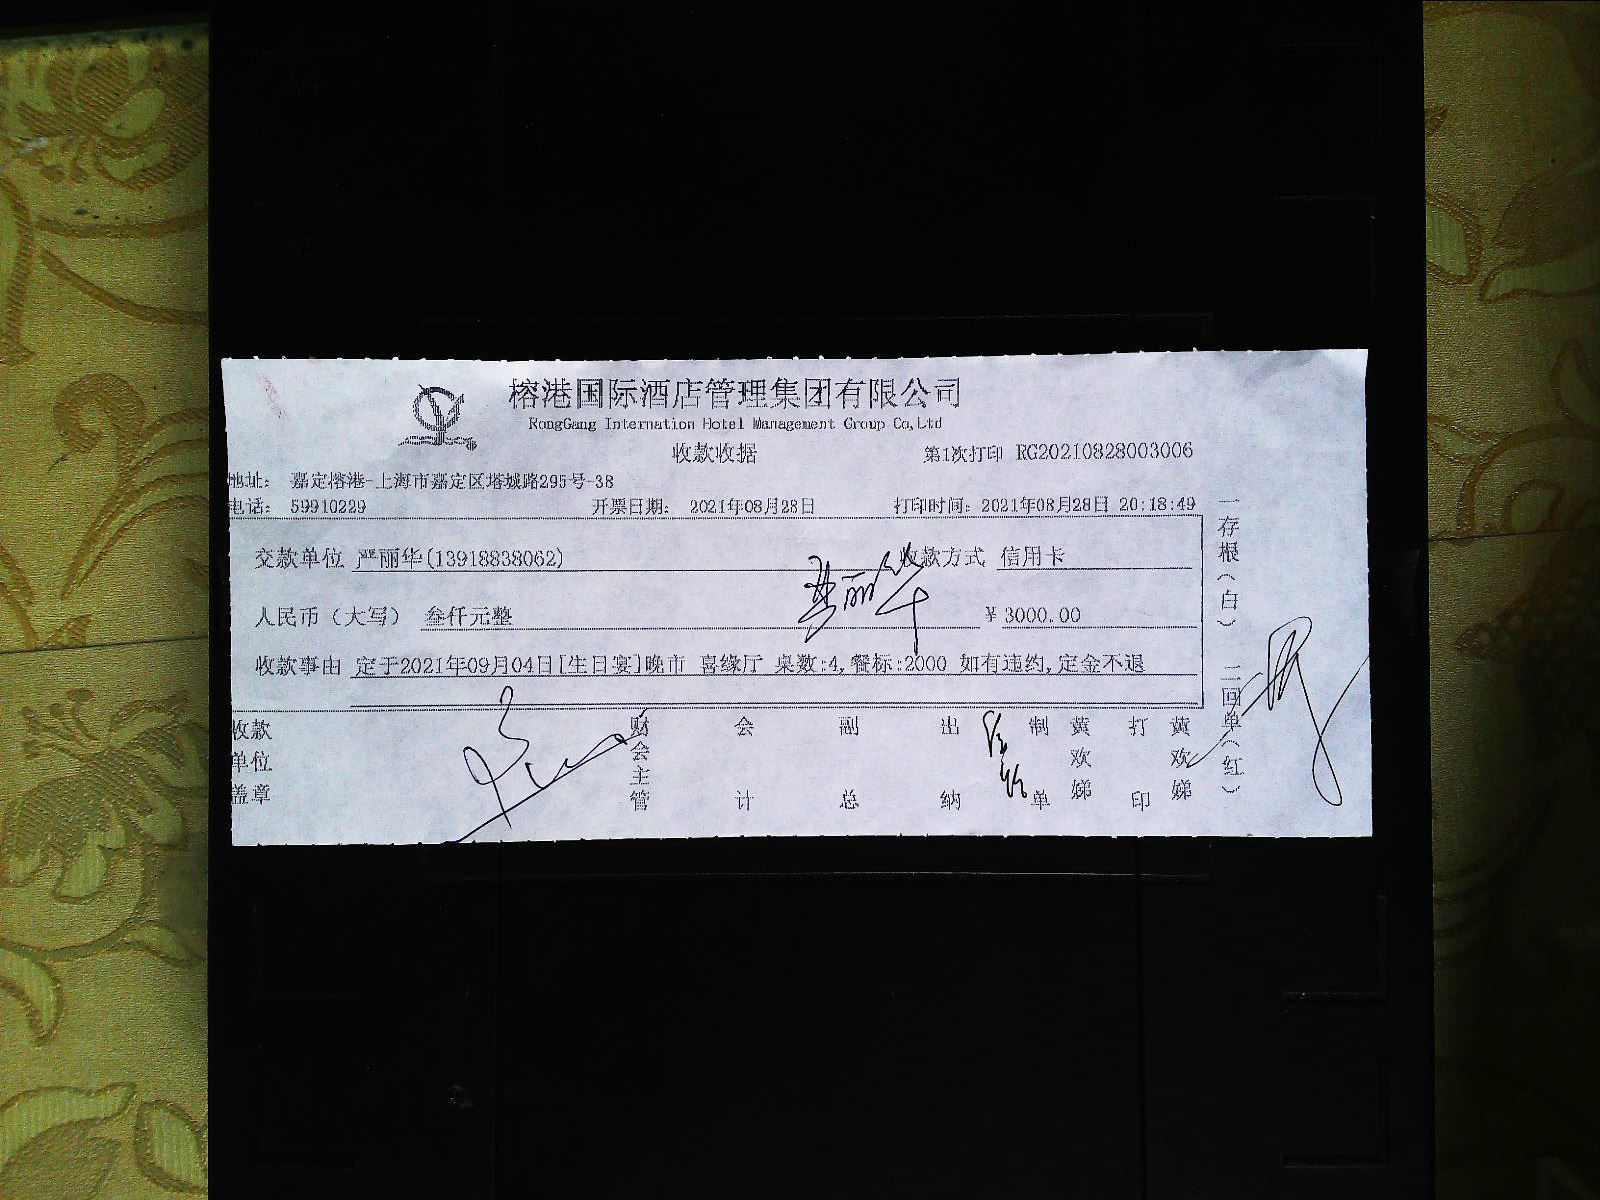 榕港国际酒店管理集团有限公司
RongGang Internation Hotel Management Group Co,Ltd
收款收据 第1次打印 RG20210828003006
地址： 嘉定榕港-上海市嘉定区塔城路295号-38
电话： 59910229 开票日期： 2021年08月28日 打印时间：2021年08月28日 20:18:49
交款单位 严丽华(13918838062) 收款方式 信用卡
严丽华
人民币（大写） 叁仟元整 ￥3000.00
收款事由 定于2021年09月04日[生日宴]晚市 喜缘厅 桌数:4,餐标:2000 如有违约,定金不退
收款单位盖章 财会主管 会计 副总 出纳 制单 黄欢娣 打印 黄欢娣
一存根（白） 二回单（红）